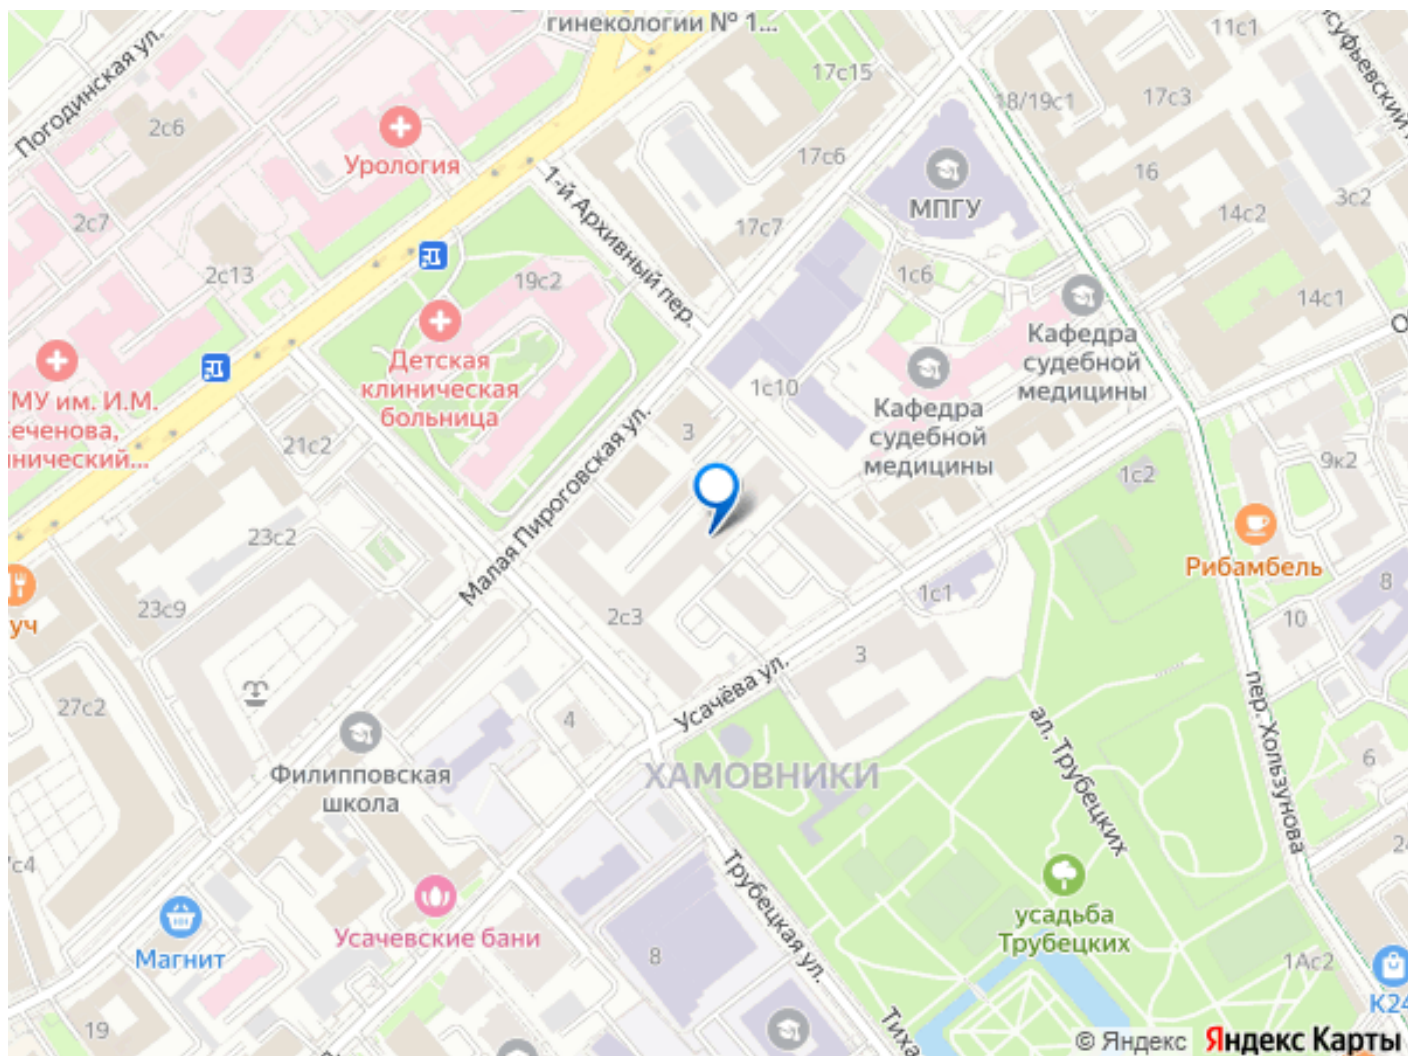 гинекологии № 1...
11с1
Погодинская ул.
2с6
17с15
18/19с1
17с3
Урология
17с6
16
3с2
1-й Архивный пер.
МПГУ
14с2
2с7
17с7
2с13
19с2
1с6
14с1
Детская
клиническая
больница
Кафедра
судебной
медицины
МУ им. И.М.
еченова,
1с10
Кафедра
судебной
медицины
21с2
3
9к2
1с2
Малая Пироговская ул.
23с2
Рибамбель
8
23с9
уч
2с3
1с1
10
3
Усачёва ул.
27с2
4
пер. Хользунова
ал. Трубецких
Филипповская
школа
ХАМОВНИКИ
6
Трубецкая ул.
усадьба
Трубецких
Магнит
Усачевские бани
8
1Ас2
19
К24
© Яндекс
Яндекс Карты